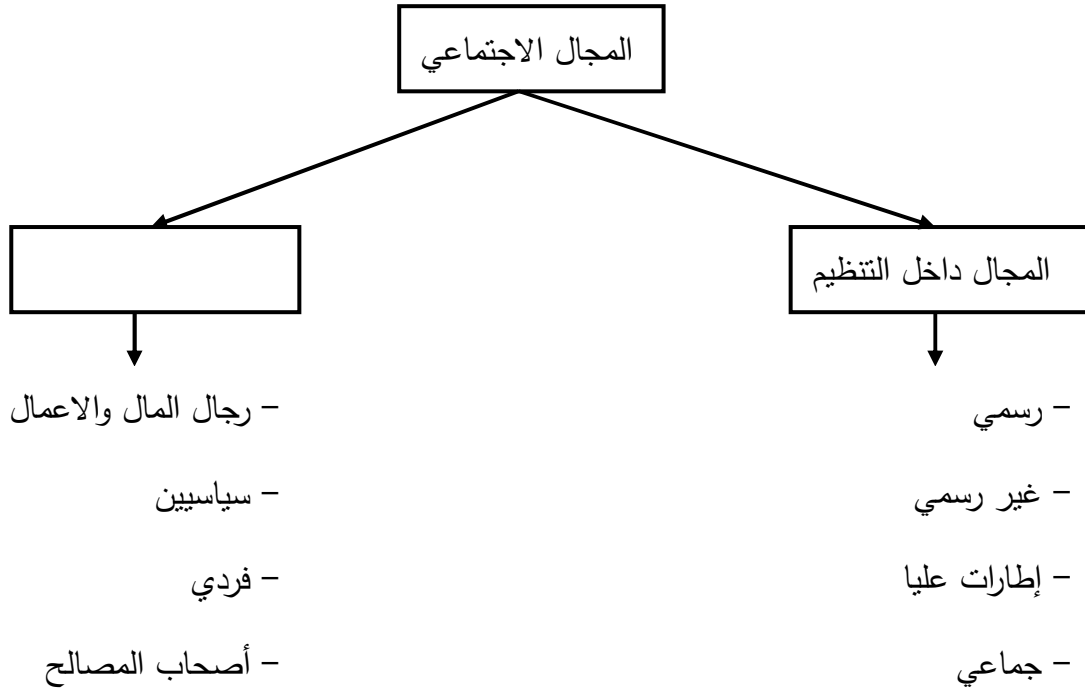 المجال الاجتماعي
المجال داخل التنظيم
– رسمي
– غير رسمي
– إطارات عليا
– جماعي
– رجال المال والاعمال
– سياسيين
– فردي
– أصحاب المصالح